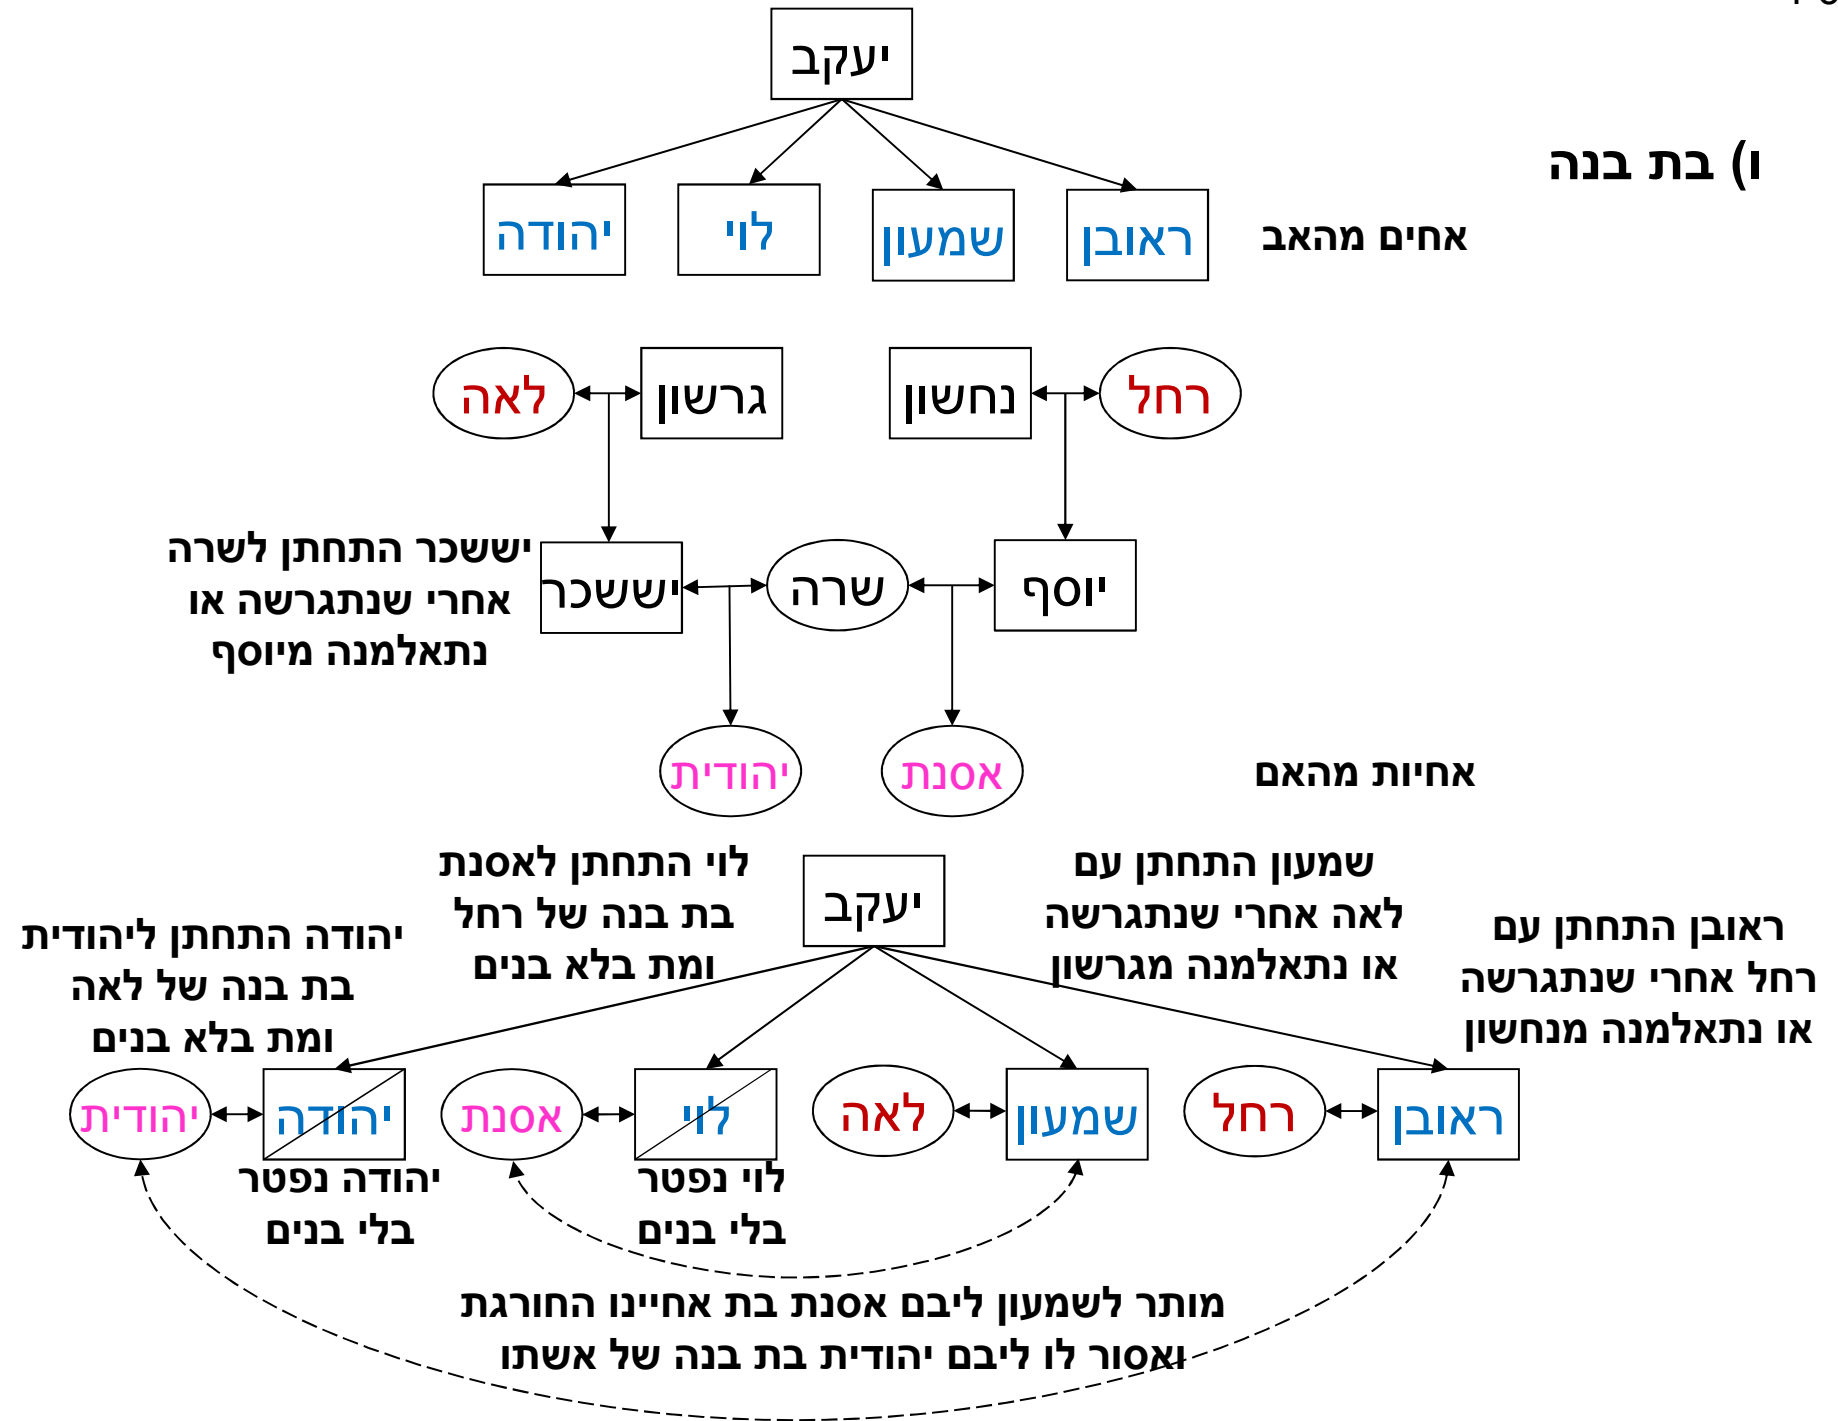 יעקב
ו) בת בנה
אחים מהאב
ראובן
שמעון
לוי
יהודה
רחל
נחשון
גרשון
לאה
יוסף
שרה
יששכר
יששכר התחתן לשרה
אחרי שנתגרשה או
נתאלמנה מיוסף
אחיות מהאם
אסנת
יהודית
יעקב
ראובן התחתן עם
רחל אחרי שנתגרשה
או נתאלמנה מנחשון
שמעון התחתן עם
לאה אחרי שנתגרשה
או נתאלמנה מגרשון
לוי התחתן לאסנת
בת בנה של רחל
ומת בלא בנים
יהודה התחתן ליהודית
בת בנה של לאה
ומת בלא בנים
ראובן
רחל
שמעון
לאה
לוי
אסנת
יהודה
יהודית
לוי נפטר
בלי בנים
יהודה נפטר
בלי בנים
מותר לשמעון ליבם אסנת בת אחיינו החורגת
ואסור לו ליבם יהודית בת בנה של אשתו